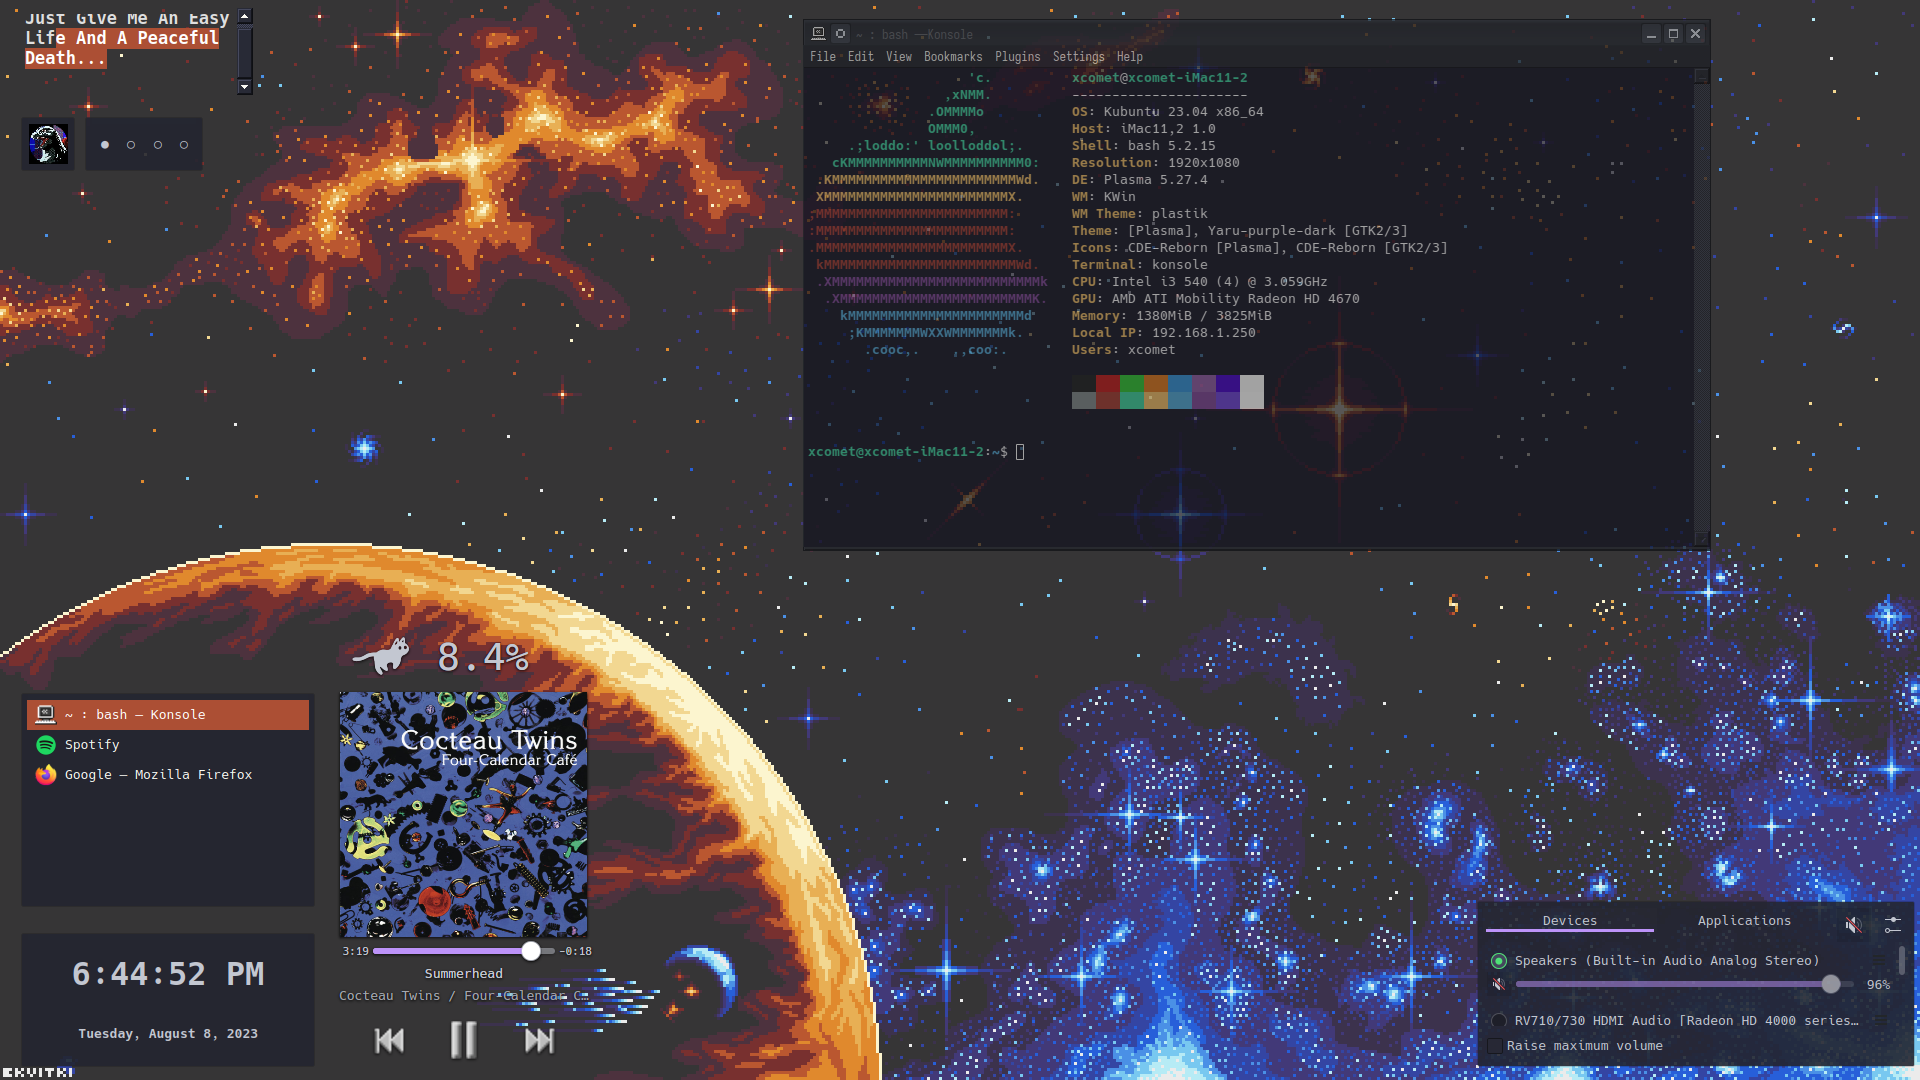 Just Give Me An Easy
Life And A Peaceful
Death...
~ : bash — Konsole
File Edit View Bookmarks Plugins Settings Help
'c.
,xNMM.
.OMMMMo
OMMM0,
.;loddo:' loolloddol;.
cKMMMMMMMMMMNWMMMMMMMMMM0:
.KMMMMMMMMMMMMMMMMMMMMMMMWd.
XMMMMMMMMMMMMMMMMMMMMMMMX.
;MMMMMMMMMMMMMMMMMMMMMMMM:
:MMMMMMMMMMMMMMMMMMMMMMMM:
.MMMMMMMMMMMMMMMMMMMMMMMMX.
kMMMMMMMMMMMMMMMMMMMMMMMMWd.
.XMMMMMMMMMMMMMMMMMMMMMMMMMMk
.XMMMMMMMMMMMMMMMMMMMMMMMMK.
kMMMMMMMMMMMMMMMMMMMMMMd
;KMMMMMMMWXXWMMMMMMMk.
.cooc,. .,coo:.
xcomet@xcomet-iMac11-2
----------------------
OS: Kubuntu 23.04 x86_64
Host: iMac11,2 1.0
Shell: bash 5.2.15
Resolution: 1920x1080
DE: Plasma 5.27.4
WM: KWin
WM Theme: plastik
Theme: [Plasma], Yaru-purple-dark [GTK2/3]
Icons: CDE-Reborn [Plasma], CDE-Reborn [GTK2/3]
Terminal: konsole
CPU: Intel i3 540 (4) @ 3.059GHz
GPU: AMD ATI Mobility Radeon HD 4670
Memory: 1380MiB / 3825MiB
Local IP: 192.168.1.250
Users: xcomet
xcomet@xcomet-iMac11-2:~$
8.4%
~ : bash — Konsole
Spotify
Google — Mozilla Firefox
Cocteau Twins
Four-Calendar Café
3:19 -0:18
Summerhead
Cocteau Twins / Four-Calendar C…
6:44:52 PM
Tuesday, August 8, 2023
Devices Applications
Speakers (Built-in Audio Analog Stereo)
96%
RV710/730 HDMI Audio [Radeon HD 4000 series…
Raise maximum volume